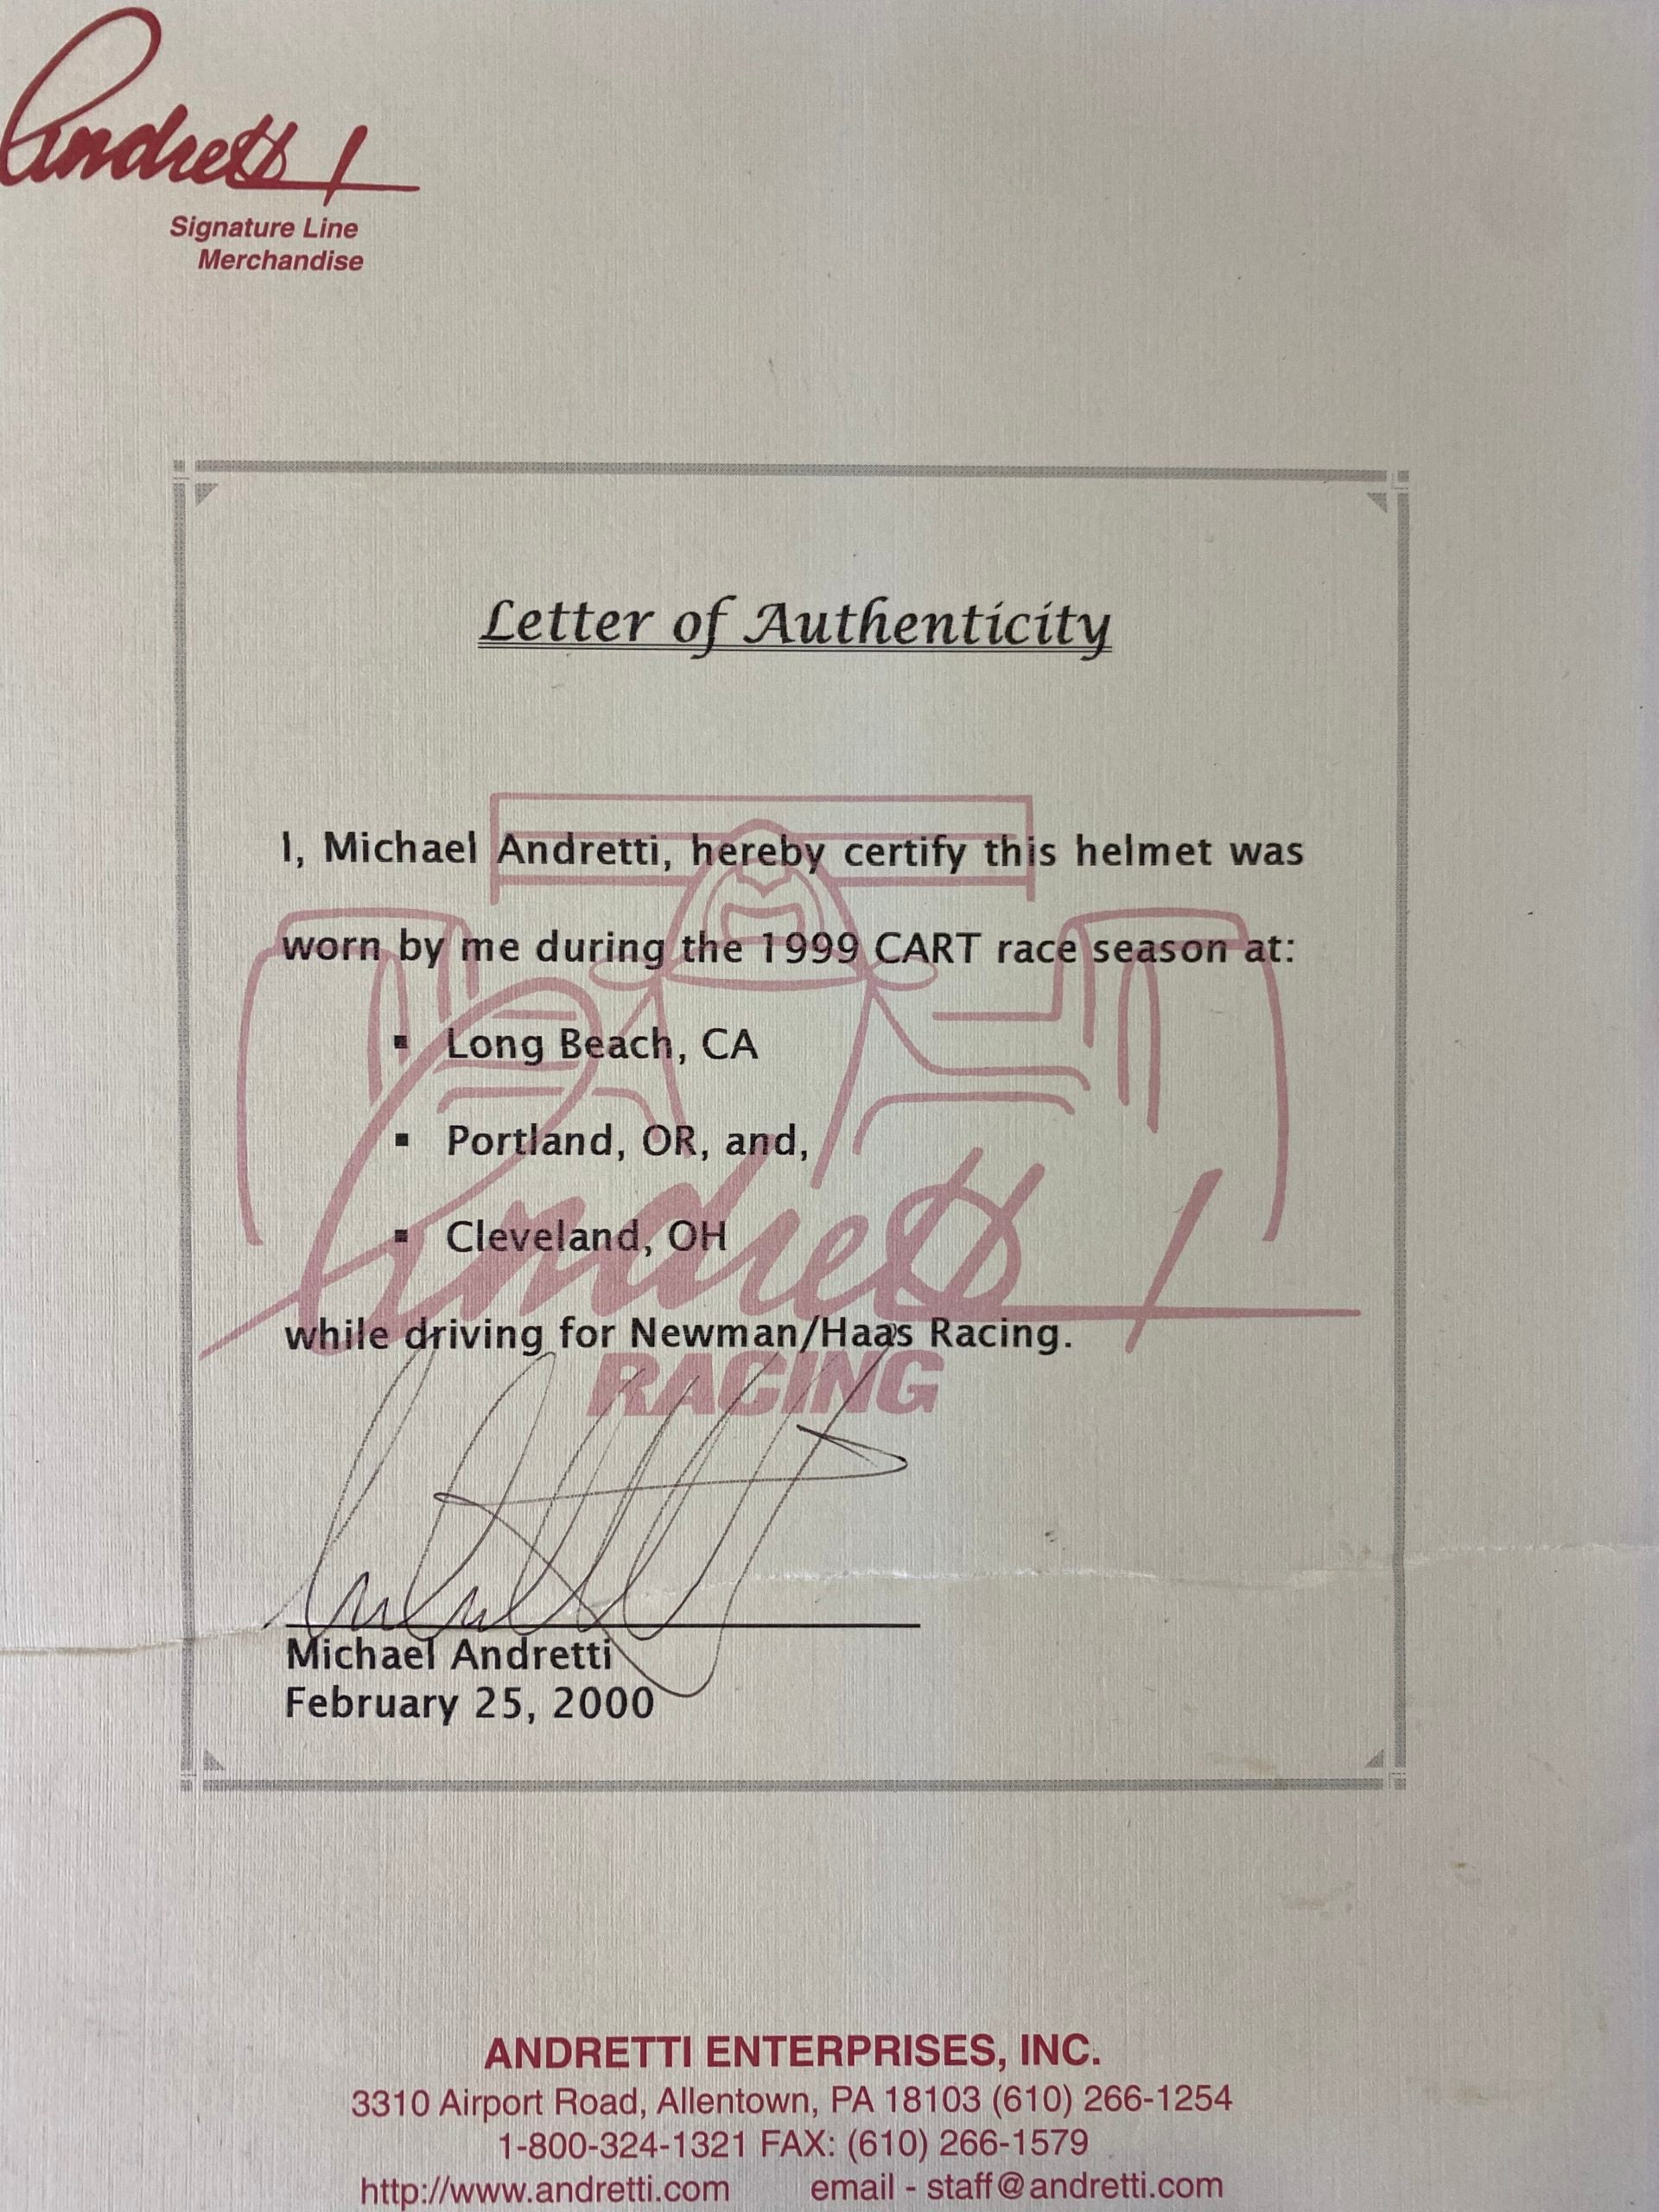 Andretti
Signature Line
Merchandise
Letter of Authenticity
I, Michael Andretti, hereby certify this helmet was
worn by me during the 1999 CART race season at:
▪ Long Beach, CA
▪ Portland, OR, and,
▪ Cleveland, OH
Andretti
while driving for Newman/Haas Racing.
RACING
Michael Andretti
February 25, 2000
ANDRETTI ENTERPRISES, INC.
3310 Airport Road, Allentown, PA 18103 (610) 266-1254
1-800-324-1321 FAX: (610) 266-1579
http://www.andretti.com email - staff@andretti.com